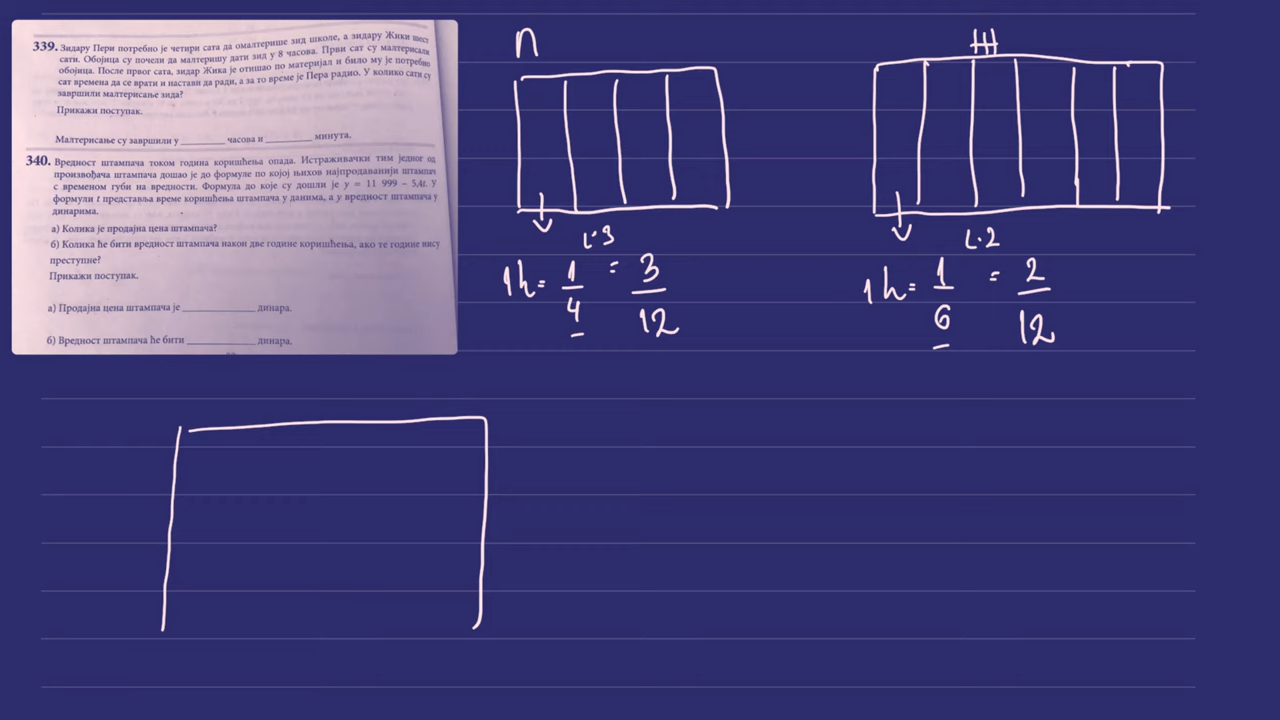 339. Зидару Пери потребно је четири сата да омалтерише зид школе, а зидару Жики шест
сати. Обојица су почели да малтеришу дати зид у 8 часова. Први сат су малтерисали
обојица. После првог сата, зидар Жика је отишао по материјал и било му је потребно
сат времена да се врати и настави да ради, а за то време је Пера радио. У колико сати су
завршили малтерисање зида?
Прикажи поступак.
Малтерисање су завршили у ________ часова и ________ минута.
340. Вредност штампача током година коришћења опада. Истраживачки тим једног од
произвођача штампача дошао је до формуле по којој њихов најпродаванији штампач
с временом губи на вредности. Формула до које су дошли је y = 11 999 – 5,4t. У
формули t представља време коришћења штампача у данима, а y вредност штампача у
динарима.
а) Колика је продајна цена штампача?
б) Колика ће бити вредност штампача након две године коришћења, ако те године нису
преступне?
Прикажи поступак.
а) Продајна цена штампача је ____________ динара.
б) Вредност штампача ће бити ____________ динара.
П
Ж
·3
1h = 1/4 = 3/12
·2
1h = 1/6 = 2/12